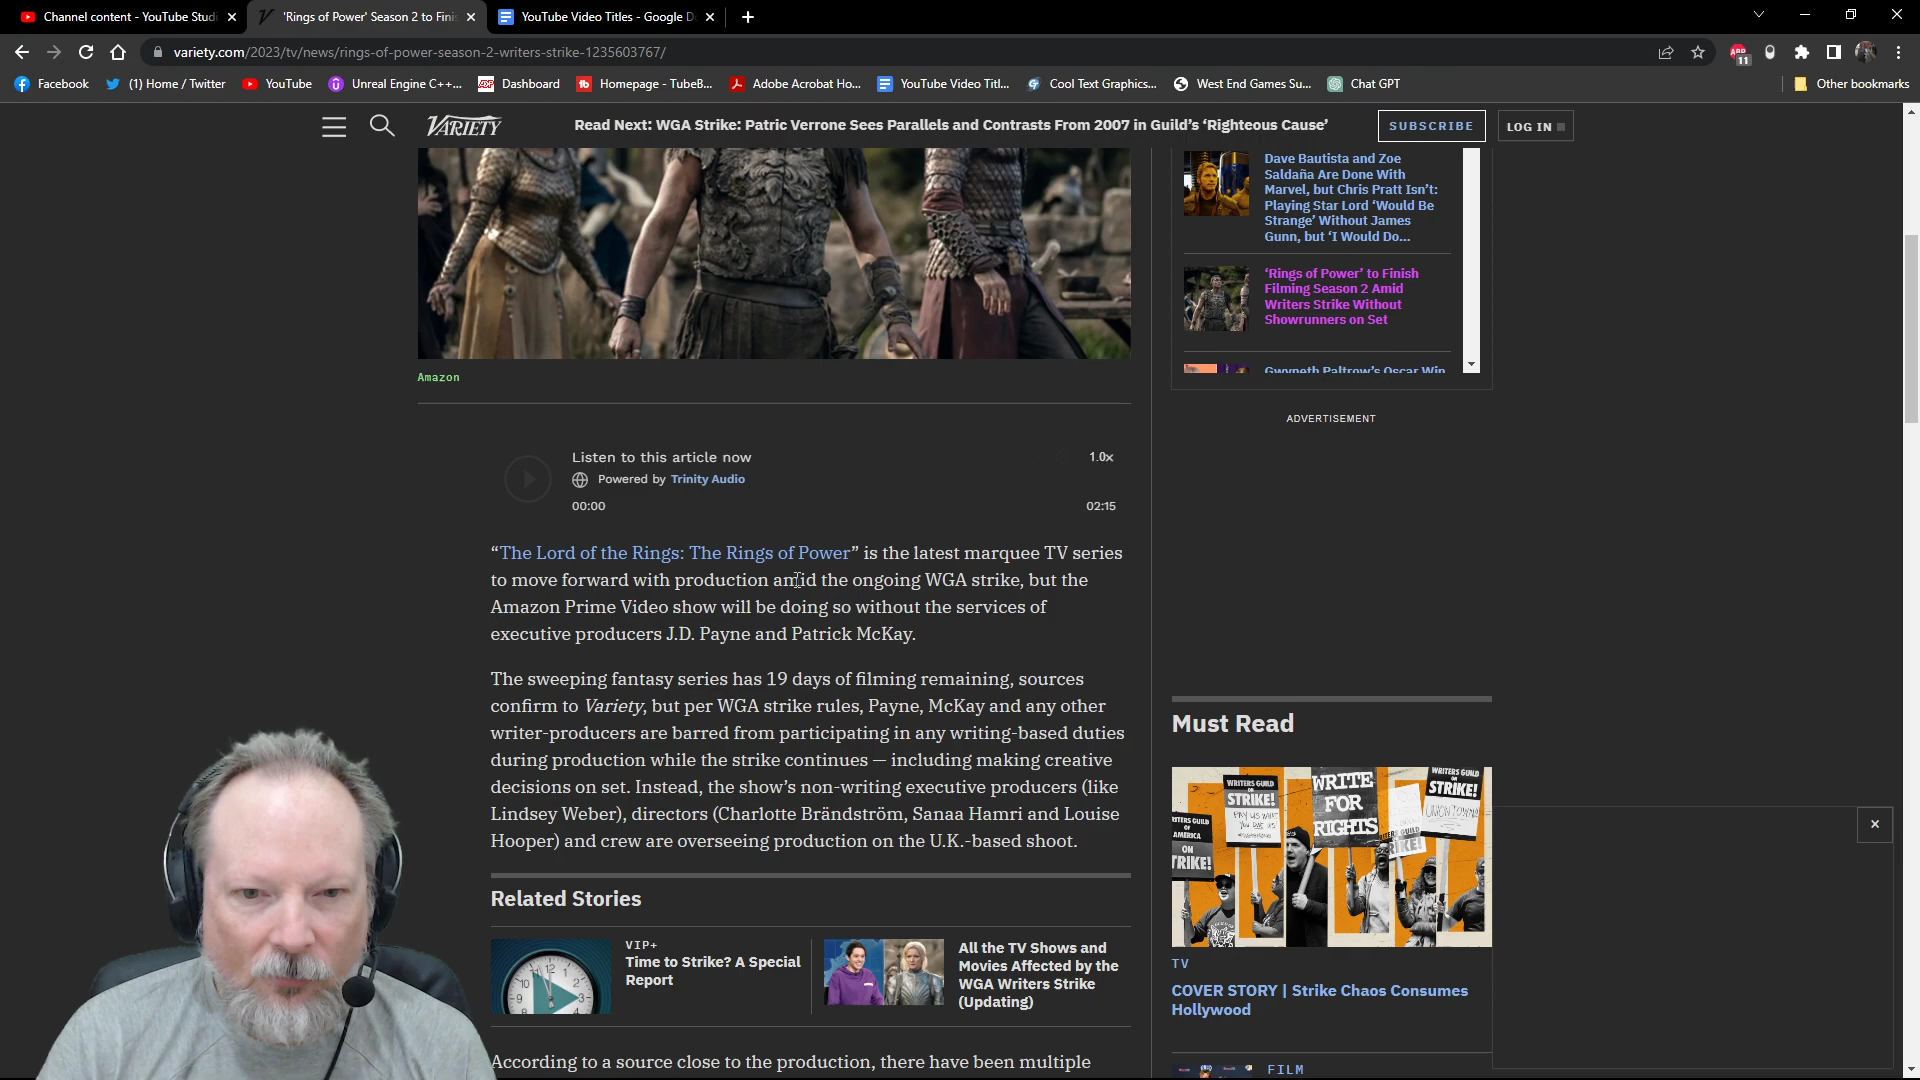 Channel content - YouTube Studi
'Rings of Power' Season 2 to Finis
YouTube Video Titles - Google D
variety.com/2023/tv/news/rings-of-power-season-2-writers-strike-1235603767/
11
Facebook
(1) Home / Twitter
YouTube
Unreal Engine C++...
Dashboard
Homepage - TubeB...
Adobe Acrobat Ho...
YouTube Video Titl...
Cool Text Graphics...
West End Games Su...
Chat GPT
Other bookmarks
VARIETY
Read Next: WGA Strike: Patric Verrone Sees Parallels and Contrasts From 2007 in Guild's ‘Righteous Cause’
SUBSCRIBE
LOG IN
Amazon
Listen to this article now
1.0x
Powered by Trinity Audio
00:00
02:15
“The Lord of the Rings: The Rings of Power” is the latest marquee TV series
to move forward with production amid the ongoing WGA strike, but the
Amazon Prime Video show will be doing so without the services of
executive producers J.D. Payne and Patrick McKay.
The sweeping fantasy series has 19 days of filming remaining, sources
confirm to Variety, but per WGA strike rules, Payne, McKay and any other
writer-producers are barred from participating in any writing-based duties
during production while the strike continues — including making creative
decisions on set. Instead, the show’s non-writing executive producers (like
Lindsey Weber), directors (Charlotte Brändström, Sanaa Hamri and Louise
Hooper) and crew are overseeing production on the U.K.-based shoot.
Related Stories
VIP+
Time to Strike? A Special
Report
All the TV Shows and
Movies Affected by the
WGA Writers Strike
(Updating)
According to a source close to the production, there have been multiple
Dave Bautista and Zoe
Saldaña Are Done With
Marvel, but Chris Pratt Isn’t:
Playing Star Lord ‘Would Be
Strange’ Without James
Gunn, but ‘I Would Do...
‘Rings of Power’ to Finish
Filming Season 2 Amid
Writers Strike Without
Showrunners on Set
Gwyneth Paltrow’s Oscar Win
ADVERTISEMENT
Must Read
WRITERS GUILD
ON
STRIKE!
WRITE
FOR
RIGHTS
WRITERS GUILD
ON
STRIKE!
TV
COVER STORY | Strike Chaos Consumes
Hollywood
FILM